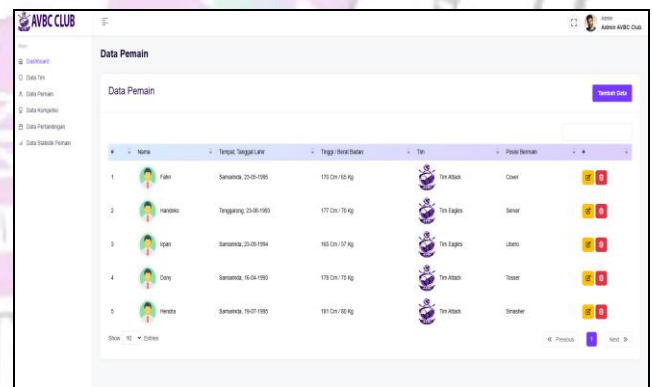 AVBC CLUB
Admin
Admin AVBC Club
Main
Dashboard
Data Tim
Data Pemain
Data Kompetisi
Data Pertandingan
Data Statistik Pemain
Data Pemain
Data Pemain
Tambah Data
# Nama Tempat, Tanggal Lahir Tinggi / Berat Badan Tim Posisi Bermain #
1 Fahri Samarinda, 23-05-1995 170 Cm / 65 Kg Tim Attack Cover
2 Handoko Tenggarong, 23-08-1993 177 Cm / 70 Kg Tim Eagles Server
3 Irpan Samarinda, 23-09-1994 165 Cm / 57 Kg Tim Eagles Libero
4 Dony Samarinda, 16-04-1993 178 Cm / 75 Kg Tim Attack Tosser
5 Hendra Samarinda, 19-07-1995 181 Cm / 80 Kg Tim Attack Smasher
Show 10 Entries
« Previous 1 Next »